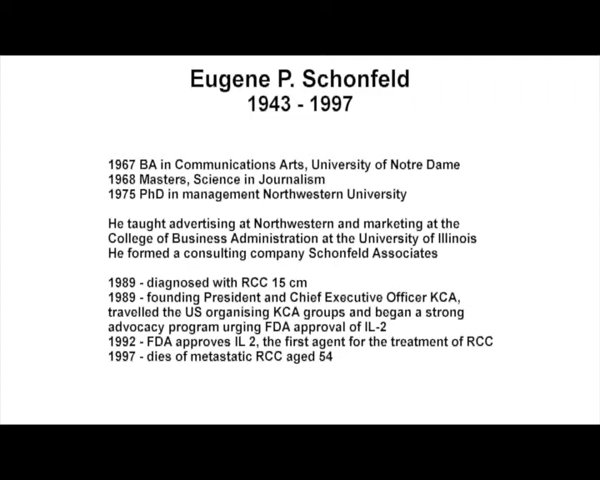 Eugene P. Schonfeld
1943 - 1997
1967 BA in Communications Arts, University of Notre Dame
1968 Masters, Science in Journalism
1975 PhD in management Northwestern University
He taught advertising at Northwestern and marketing at the
College of Business Administration at the University of Illinois
He formed a consulting company Schonfeld Associates
1989 - diagnosed with RCC 15 cm
1989 - founding President and Chief Executive Officer KCA,
travelled the US organising KCA groups and began a strong
advocacy program urging FDA approval of IL-2
1992 - FDA approves IL 2, the first agent for the treatment of RCC
1997 - dies of metastatic RCC aged 54